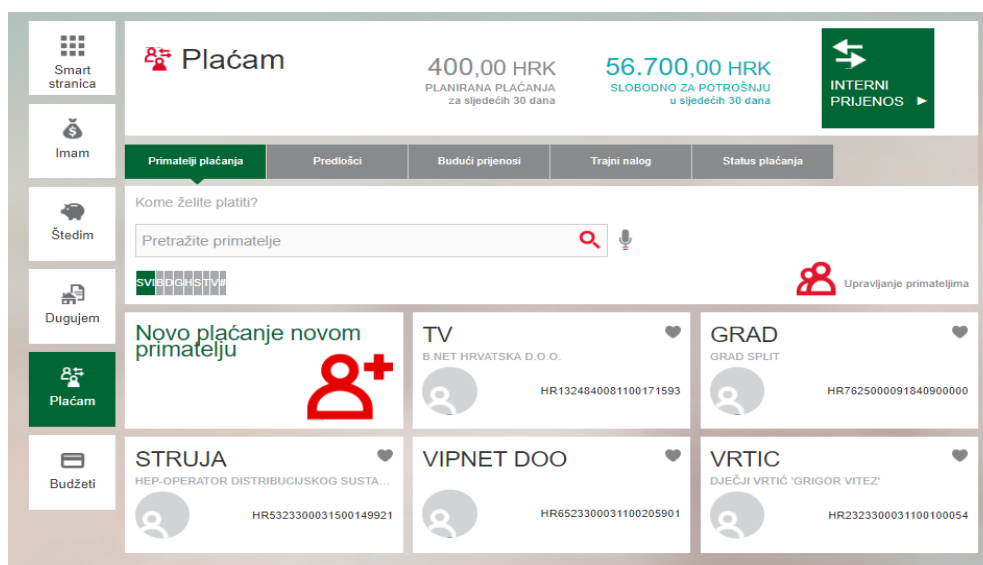 Smart
stranica
Imam
Štedim
Dugujem
Plaćam
Budžeti
Plaćam
400,00 HRK
PLANIRANA PLAĆANJA
za sljedećih 30 dana
56.700,00 HRK
SLOBODNO ZA POTROŠNJU
u sljedećih 30 dana
INTERNI
PRIJENOS
Primatelji plaćanja
Predlošci
Budući prijenosi
Trajni nalog
Status plaćanja
Kome želite platiti?
Pretražite primatelje
SVI B D G H S T V #
Upravljanje primateljima
Novo plaćanje novom
primatelju
TV
B.NET HRVATSKA D.O.O.
HR1324840081100171593
GRAD
GRAD SPLIT
HR7625000091840900000
STRUJA
HEP-OPERATOR DISTRIBUCIJSKOG SUSTA...
HR5323300031500149921
VIPNET DOO
HR6523300031100205901
VRTIC
DJEČJI VRTIĆ 'GRIGOR VITEZ'
HR2323300031100100054